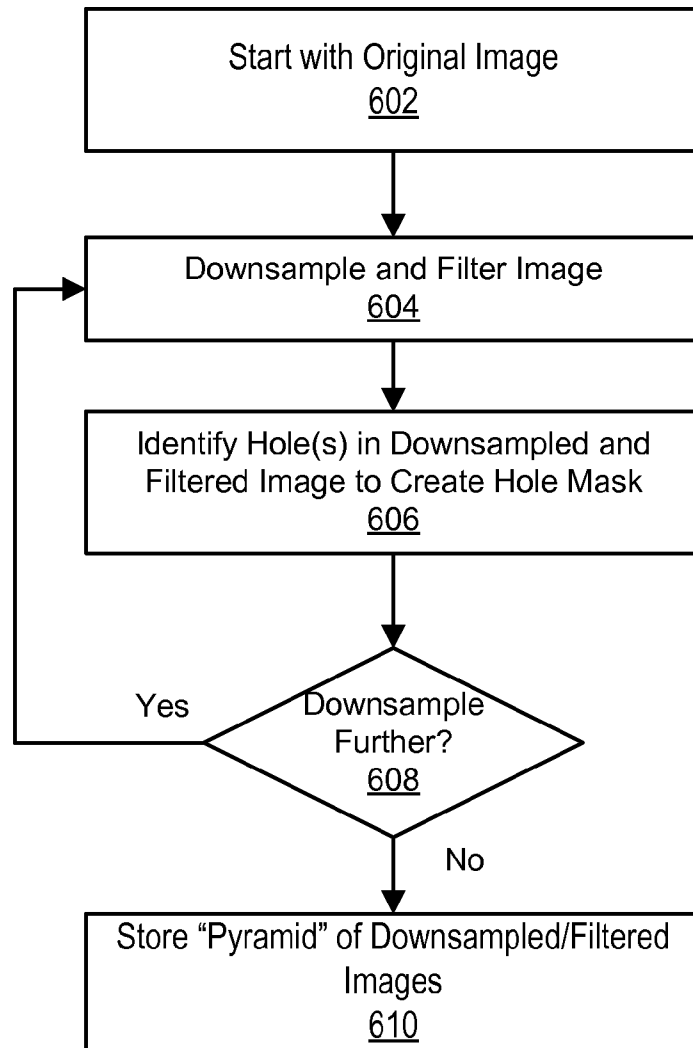 Start with Original Image
602
Downsample and Filter Image
604
Identify Hole(s) in Downsampled and
Filtered Image to Create Hole Mask
606
Yes
Downsample
Further?
608
No
Store “Pyramid” of Downsampled/Filtered
Images
610